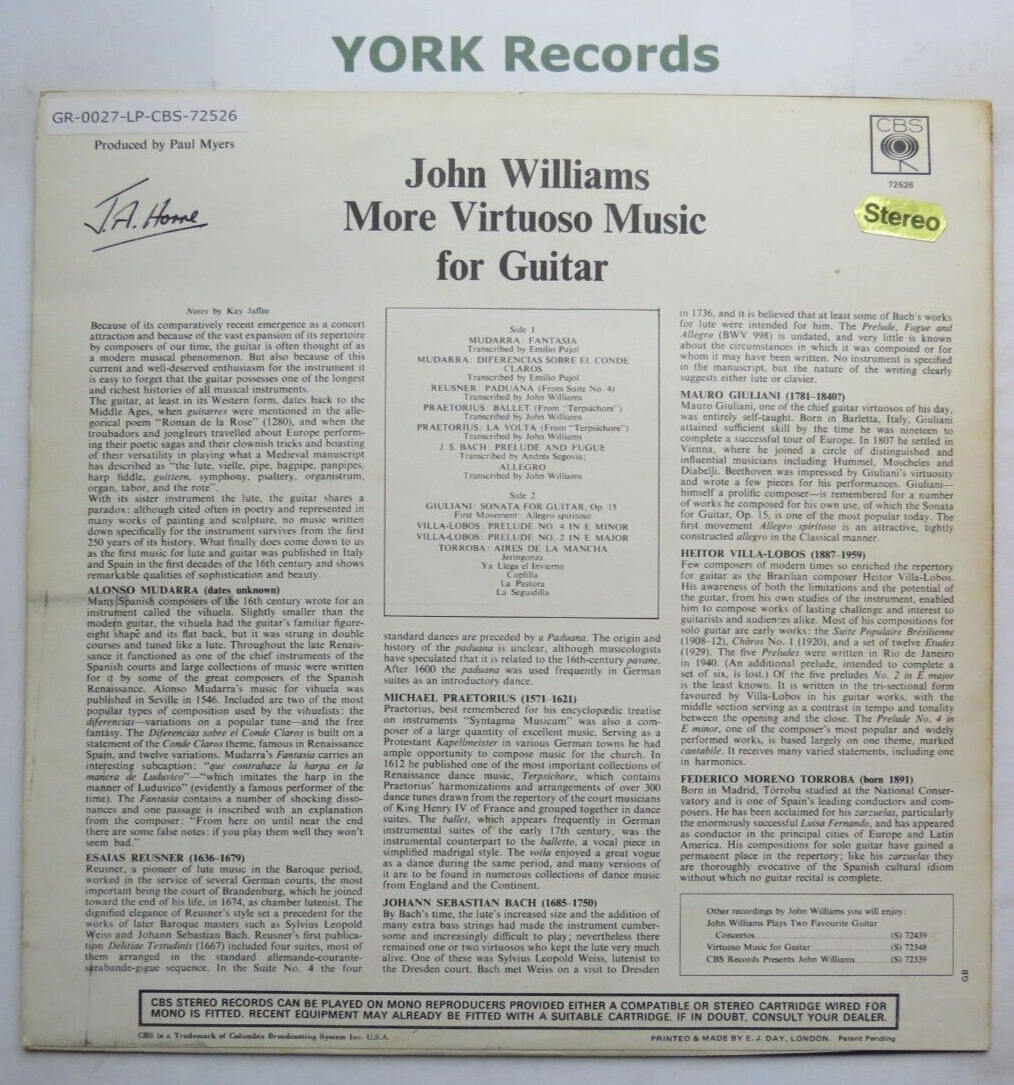 YORK Records
GR-0027-LP-CBS-72526
Produced by Paul Myers
J.A. Horne
CBS
72526
Stereo
John Williams
More Virtuoso Music
for Guitar
Notes by Kay Jaffee
Because of its comparatively recent emergence as a concert
attraction and because of the vast expansion of its repertoire
by composers of our time, the guitar is often thought of as
a modern musical phenomenon. But also because of this
current and well-deserved enthusiasm for the instrument it
is easy to forget that the guitar possesses one of the longest
and richest histories of all musical instruments.
The guitar, at least in its Western form, dates back to the
Middle Ages, when guitarres were mentioned in the alle-
gorical poem "Roman de la Rose" (1280), and when the
troubadors and jongleurs travelled about Europe perform-
ing their poetic sagas and their clownish tricks and boasting
of their versatility in playing what a Medieval manuscript
has described as "the lute, vielle, pipe, bagpipe, panpipes,
harp fiddle, guittern, symphony, psaltery, organistrum,
organ, tabor, and the rote".
With its sister instrument the lute, the guitar shares a
paradox: although cited often in poetry and represented in
many works of painting and sculpture, no music written
down specifically for the instrument survives from the first
250 years of its history. What finally does come down to us
as the first music for lute and guitar was published in Italy
and Spain in the first decades of the 16th century and shows
remarkable qualities of sophistication and beauty.
ALONSO MUDARRA (dates unknown)
Many Spanish composers of the 16th century wrote for an
instrument called the vihuela. Slightly smaller than the
modern guitar, the vihuela had the guitar's familiar figure-
eight shape and its flat back, but it was strung in double
courses and tuned like a lute. Throughout the late Renais-
sance it functioned as one of the chief instruments of the
Spanish courts and large collections of music were written
for it by some of the great composers of the Spanish
Renaissance. Alonso Mudarra's music for vihuela was
published in Seville in 1546. Included are two of the most
popular types of composition used by the vihuelists: the
diferencias—variations on a popular tune—and the free
fantasy. The Diferencias sobre el Conde Claros is built on a
statement of the Conde Claros theme, famous in Renaissance
Spain, and twelve variations. Mudarra's Fantasia carries an
interesting subcaption: "que contrahaze la harpa en la
manera de Luduvico"—"which imitates the harp in the
manner of Luduvico" (evidently a famous performer of the
time). The Fantasia contains a number of shocking disso-
nances and one passage is inscribed with an explanation
from the composer: "From here on until near the end
there are some false notes: if you play them well they won't
seem bad."
ESAIAS REUSNER (1636-1679)
Reusner, a pioneer of lute music in the Baroque period,
worked in the service of several German courts, the most
important being the court of Brandenburg, which he joined
toward the end of his life, in 1674, as chamber lutenist. The
dignified elegance of Reusner's style set a precedent for the
works of later Baroque masters such as Sylvius Leopold
Weiss and Johann Sebastian Bach. Reusner's first publica-
tion Delitiae Testudinis (1667) included four suites, most of
them arranged in the standard allemande-courante-
sarabande-gigue sequence. In the Suite No. 4 the four
Side 1
MUDARRA: FANTASIA
Transcribed by Emilio Pujol
MUDARRA: DIFERENCIAS SOBRE EL CONDE
CLAROS
Transcribed by Emilio Pujol
REUSNER: PADUANA (From Suite No. 4)
Transcribed by John Williams
PRAETORIUS: BALLET (From "Terpsichore")
Transcribed by John Williams
PRAETORIUS: LA VOLTA (From "Terpsichore")
Transcribed by John Williams
J. S. BACH: PRELUDE AND FUGUE
Transcribed by Andrés Segovia;
ALLEGRO
Transcribed by John Williams
Side 2
GIULIANI: SONATA FOR GUITAR, Op. 15
First Movement: Allegro spiritoso
VILLA-LOBOS: PRELUDE NO. 4 IN E MINOR
VILLA-LOBOS: PRELUDE NO. 2 IN E MAJOR
TORROBA: AIRES DE LA MANCHA
Jeringonza
Ya Llega el Invierno
Coplilla
La Pastora
La Seguidilla
standard dances are preceded by a Paduana. The origin and
history of the paduana is unclear, although musicologists
have speculated that it is related to the 16th-century pavane.
After 1600 the paduana was used frequently in German
suites as an introductory dance.
MICHAEL PRAETORIUS (1571–1621)
Praetorius, best remembered for his encyclopædic treatise
on instruments "Syntagma Musicum" was also a com-
poser of a large quantity of excellent music. Serving as a
Protestant Kapellmeister in various German towns he had
ample opportunity to compose music for the church. In
1612 he published one of the most important collections of
Renaissance dance music, Terpsichore, which contains
Praetorius' harmonizations and arrangements of over 300
dance tunes drawn from the repertory of the court musicians
of King Henry IV of France and grouped together in dance
suites. The ballet, which appears frequently in German
instrumental suites of the early 17th century, was the
instrumental counterpart to the balletto, a vocal piece in
simplified madrigal style. The volta enjoyed a great vogue
as a dance during the same period, and many versions of
it are to be found in numerous collections of dance music
from England and the Continent.
JOHANN SEBASTIAN BACH (1685-1750)
By Bach's time, the lute's increased size and the addition of
many extra bass strings had made the instrument cumber-
some and increasingly difficult to play; nevertheless there
remained one or two virtuosos who kept the lute very much
alive. One of these was Sylvius Leopold Weiss, lutenist to
the Dresden court. Bach met Weiss on a visit to Dresden
in 1736, and it is believed that at least some of Bach's works
for lute were intended for him. The Prelude, Fugue and
Allegro (BWV 998) is undated, and very little is known
about the circumstances in which it was composed or for
whom it may have been written. No instrument is specified
in the manuscript, but the nature of the writing clearly
suggests either lute or clavier.
MAURO GIULIANI (1781–1840?)
Mauro Giuliani, one of the chief guitar virtuosos of his day,
was entirely self-taught. Born in Barletta, Italy, Giuliani
attained sufficient skill by the time he was nineteen to
complete a successful tour of Europe. In 1807 he settled in
Vienna, where he joined a circle of distinguished and
influential musicians including Hummel, Moscheles and
Diabelli. Beethoven was impressed by Giuliani's virtuosity
and wrote a few pieces for his performances. Giuliani—
himself a prolific composer—is remembered for a number
of works he composed for his own use, of which the Sonata
for Guitar, Op. 15, is one of the most popular today. The
first movement Allegro spiritoso is an attractive, tightly
constructed allegro in the Classical manner.
HEITOR VILLA-LOBOS (1887-1959)
Few composers of modern times so enriched the repertory
for guitar as the Brazilian composer Heitor Villa-Lobos.
His awareness of both the limitations and the potential of
the guitar, from his own studies of the instrument, enabled
him to compose works of lasting challenge and interest to
guitarists and audiences alike. Most of his compositions for
solo guitar are early works: the Suite Populaire Brésilienne
(1908-12), Chôros No. 1 (1920), and a set of twelve Etudes
(1929). The five Preludes were written in Rio de Janeiro
in 1940. (An additional prelude, intended to complete a
set of six, is lost.) Of the five preludes No. 2 in E major
is the least known. It is written in the tri-sectional form
favoured by Villa-Lobos in his guitar works, with the
middle section serving as a contrast in tempo and tonality
between the opening and the close. The Prelude No. 4 in
E minor, one of the composer's most popular and widely
performed works, is based largely on one theme, marked
cantabile. It receives many varied statements, including one
in harmonics.
FEDERICO MORENO TORROBA (born 1891)
Born in Madrid, Torroba studied at the National Conser-
vatory and is one of Spain's leading conductors and com-
posers. He has been acclaimed for his zarzuelas, particularly
the enormously successful Luisa Fernando, and has appeared
as conductor in the principal cities of Europe and Latin
America. His compositions for solo guitar have gained a
permanent place in the repertory; like his zarzuelas they
are thoroughly evocative of the Spanish cultural idiom
without which no guitar recital is complete.
Other recordings by John Williams you will enjoy:
John Williams Plays Two Favourite Guitar
Concertos (S) 72439
Virtuoso Music for Guitar (S) 72348
CBS Records Presents John Williams (S) 72339
GB
CBS STEREO RECORDS CAN BE PLAYED ON MONO REPRODUCERS PROVIDED EITHER A COMPATIBLE OR STEREO CARTRIDGE WIRED FOR
MONO IS FITTED. RECENT EQUIPMENT MAY ALREADY BE FITTED WITH A SUITABLE CARTRIDGE. IF IN DOUBT, CONSULT YOUR DEALER.
CBS is a Trademark of Columbia Broadcasting System Inc. U.S.A.
PRINTED & MADE BY E. J. DAY, LONDON. Patent Pending